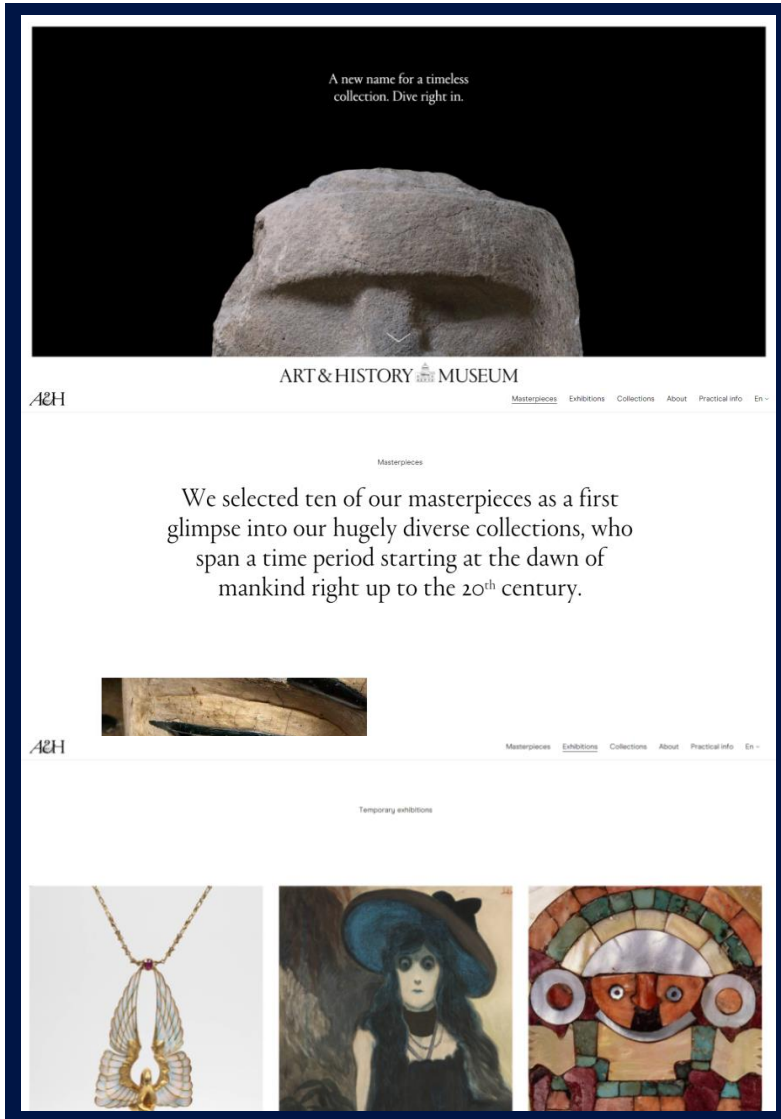 A new name for a timeless
collection. Dive right in.
ART & HISTORY MUSEUM
A&H
Masterpieces Exhibitions Collections About Practical info En
Masterpieces
We selected ten of our masterpieces as a first
glimpse into our hugely diverse collections, who
span a time period starting at the dawn of
mankind right up to the 20th century.
A&H
Masterpieces Exhibitions Collections About Practical info En
Temporary exhibitions